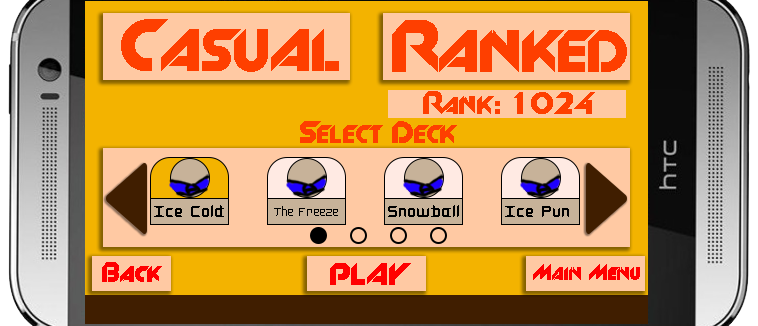 Casual Ranked
Rank: 1024
Select Deck
Ice Cold The Freeze Snowball Ice Pun
Back PLAY Main Menu
hTC